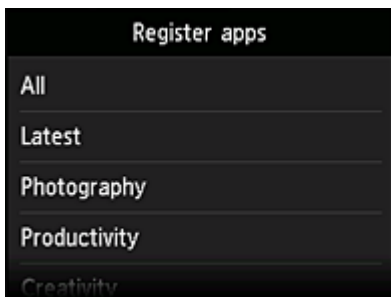 Register apps
All
Latest
Photography
Productivity
Creativity